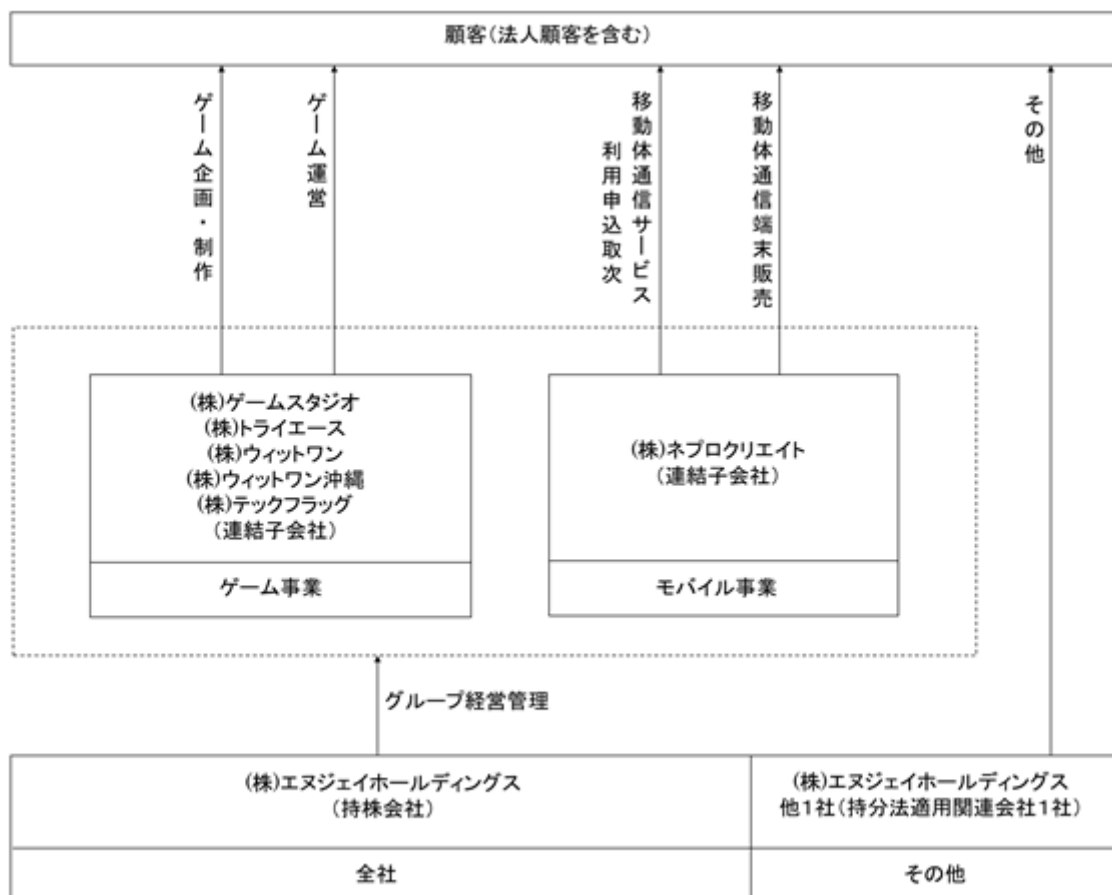 顧客(法人顧客を含む)
ゲーム企画・制作
ゲーム運営
移動体通信サービス
利用申込取次
移動体通信端末販売
その他
(株)ゲームスタジオ
(株)トライエース
(株)ウィットワン
(株)ウィットワン沖縄
(株)テックフラッグ
(連結子会社)
ゲーム事業
(株)ネプロクリエイト
(連結子会社)
モバイル事業
グループ経営管理
(株)エヌジェイホールディングス
(持株会社)
全社
(株)エヌジェイホールディングス
他1社(持分法適用関連会社1社)
その他